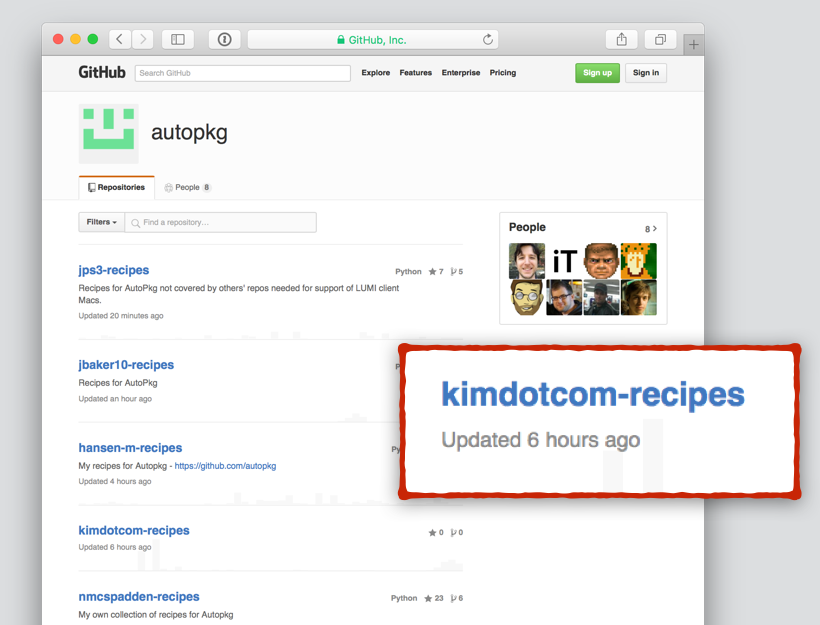 GitHub, Inc.
GitHub
Search GitHub
Explore
Features
Enterprise
Pricing
Sign up
Sign in
autopkg
Repositories
People 8
Filters
Find a repository...
People
8
iT
jps3-recipes
Python 7 5
Recipes for AutoPkg not covered by others' repos needed for support of LUMI client
Macs.
Updated 20 minutes ago
jbaker10-recipes
Recipes for AutoPkg
Updated an hour ago
kimdotcom-recipes
Updated 6 hours ago
hansen-m-recipes
My recipes for Autopkg - https://github.com/autopkg
Updated 4 hours ago
kimdotcom-recipes
0 0
Updated 6 hours ago
nmcspadden-recipes
Python 23 6
My own collection of recipes for Autopkg